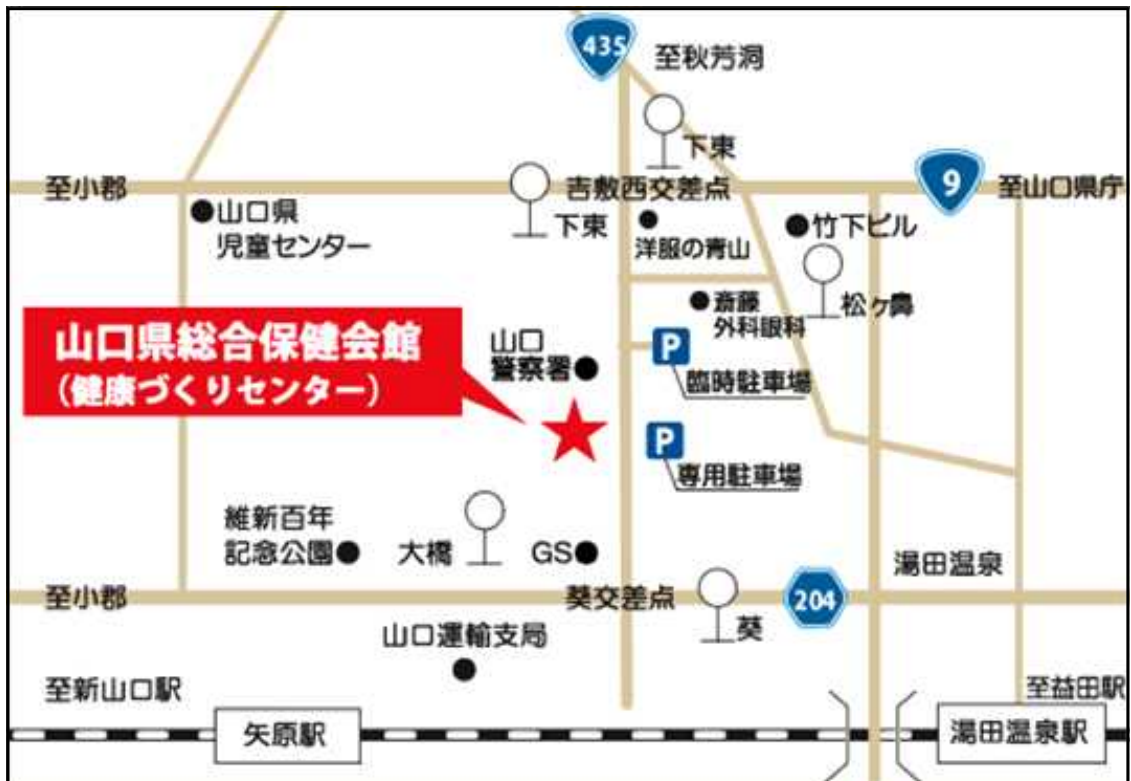 435
至秋芳洞
下東
至小郡
吉敷西交差点
9
至山口県庁
山口県
児童センター
下東
洋服の青山
竹下ビル
松ヶ鼻
斎藤
外科眼科
山口県総合保健会館
(健康づくりセンター)
山口
警察署
P
臨時駐車場
P
専用駐車場
維新百年
記念公園
大橋
GS
湯田温泉
至小郡
葵交差点
204
葵
山口運輸支局
至新山口駅
至益田駅
矢原駅
湯田温泉駅